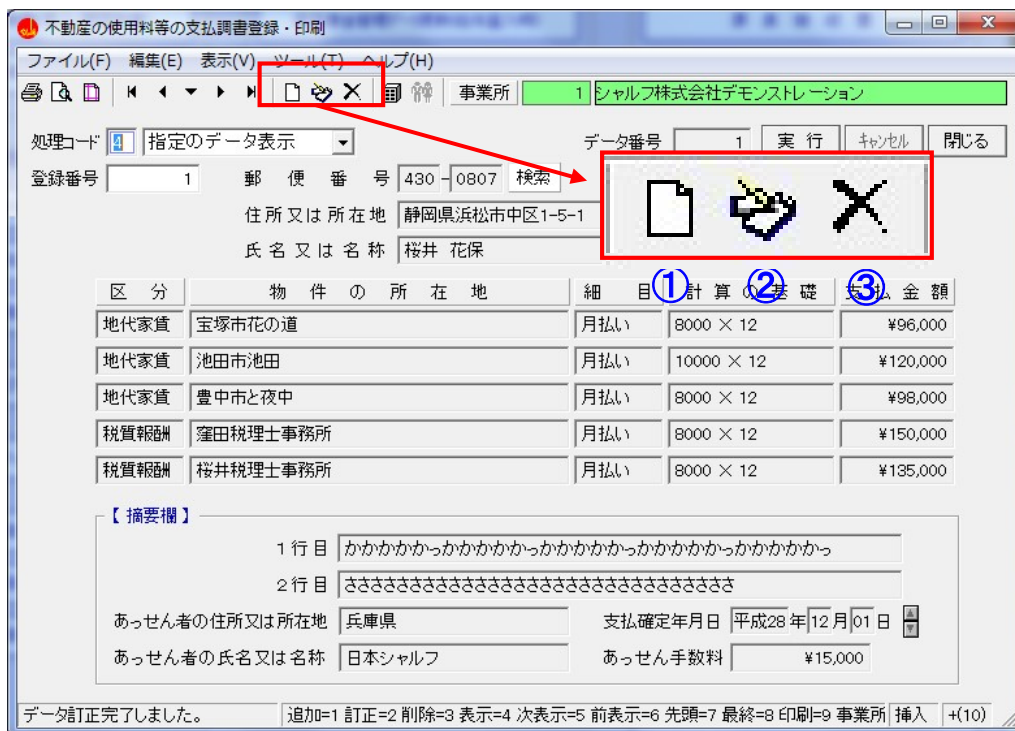 不動産の使用料等の支払調書登録・印刷
ファイル(F) 編集(E) 表示(V) ツール(T) ヘルプ(H)
事業所 1 シャルフ株式会社デモンストレーション
処理コード 4 指定のデータ表示 データ番号 1 実 行 キャンセル 閉じる
登録番号 1 郵 便 番 号 430 - 0807 検索
住所又は所在地 静岡県浜松市中区1-5-1
氏名又は名称 桜井 花保
① ② ③
区 分 物 件 の 所 在 地 細 目 計 算 の 基 礎 支 払 金 額
地代家賃 宝塚市花の道 月払い 8000 × 12 ¥96,000
地代家賃 池田市池田 月払い 10000 × 12 ¥120,000
地代家賃 豊中市と夜中 月払い 8000 × 12 ¥98,000
税賃報酬 窪田税理士事務所 月払い 8000 × 12 ¥150,000
税賃報酬 桜井税理士事務所 月払い 8000 × 12 ¥135,000
【 摘要欄 】
1行目 かかかかかっかかかかかっかかかかかっかかかかかっかかかかかっ
2行目 ささささささささささささささささささささささささささささささ
あっせん者の住所又は所在地 兵庫県 支払確定年月日 平成28 年 12 月 01 日
あっせん者の氏名又は名称 日本シャルフ あっせん手数料 ¥15,000
データ訂正完了しました。 追加=1 訂正=2 削除=3 表示=4 次表示=5 前表示=6 先頭=7 最終=8 印刷=9 事業所 挿入 +(10)